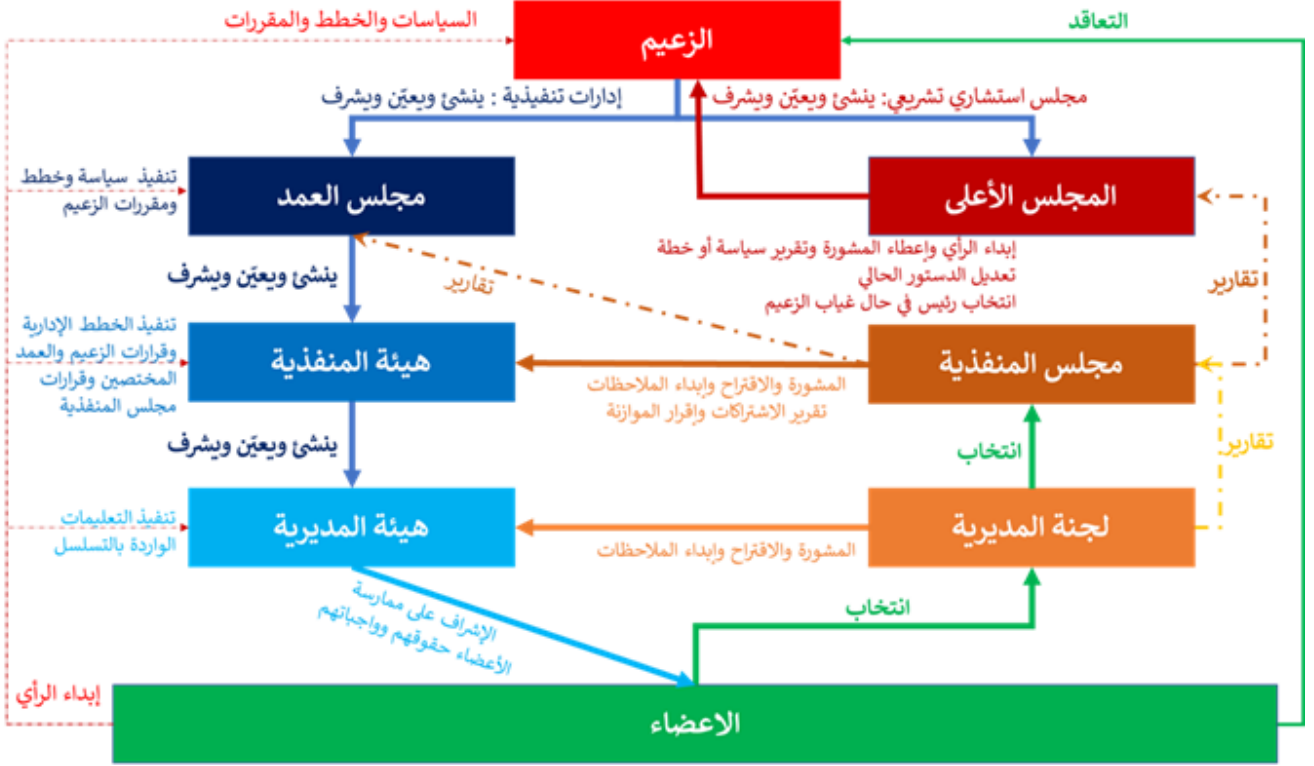 السياسات والخطط والمقررات
الزعيم
التعاقد
إدارات تنفيذية : ينشئ ويعيّن ويشرف
مجلس استشاري تشريعي: ينشئ ويعيّن ويشرف
المجلس الأعلى
مجلس العمد
تنفيذ سياسة وخطط
ومقررات الزعيم
إبداء الرأي وإعطاء المشورة وتقرير سياسة أو خطة
تعديل الدستور الحالي
انتخاب رئيس في حال غياب الزعيم
تقارير
تقارير
ينشئ ويعيّن ويشرف
مجلس المنفذية
هيئة المنفذية
تنفيذ الخطط الإدارية
وقرارات الزعيم والعمد
المختصين وقرارات
مجلس المنفذية
المشورة والاقتراح وإبداء الملاحظات
تقرير الاشتراكات وإقرار الموازنة
تقارير
انتخاب
ينشئ ويعيّن ويشرف
لجنة المديرية
هيئة المديرية
تنفيذ التعليمات
الواردة بالتسلسل
المشورة والاقتراح وإبداء الملاحظات
انتخاب
الإشراف على ممارسة
الأعضاء حقوقهم وواجباتهم
إبداء الرأي
الاعضاء